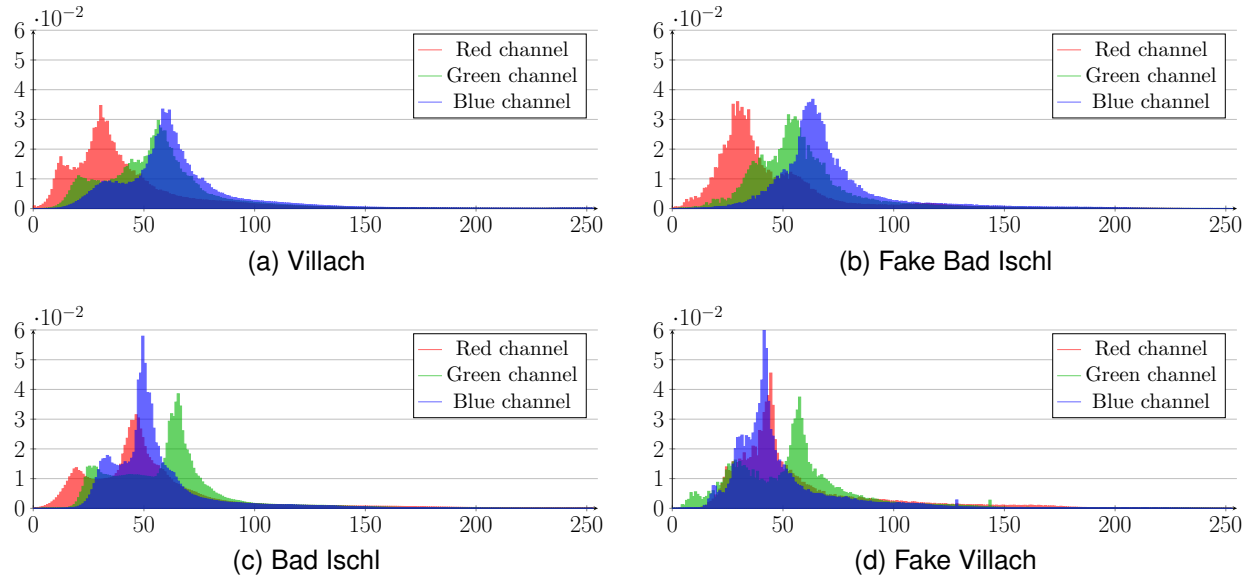 ·10⁻²
6
5
4
3
2
1
0
0 50 100 150 200 250
Red channel
Green channel
Blue channel
(a) Villach
·10⁻²
6
5
4
3
2
1
0
0 50 100 150 200 250
Red channel
Green channel
Blue channel
(b) Fake Bad Ischl
·10⁻²
6
5
4
3
2
1
0
0 50 100 150 200 250
Red channel
Green channel
Blue channel
(c) Bad Ischl
·10⁻²
6
5
4
3
2
1
0
0 50 100 150 200 250
Red channel
Green channel
Blue channel
(d) Fake Villach